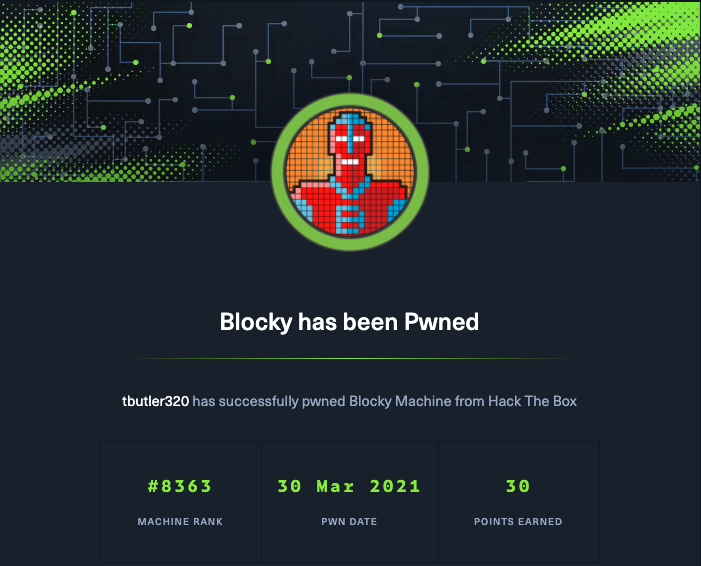 Blocky has been Pwned
tbutler320 has successfully pwned Blocky Machine from Hack The Box
#8363 30 Mar 2021 30
MACHINE RANK PWN DATE POINTS EARNED